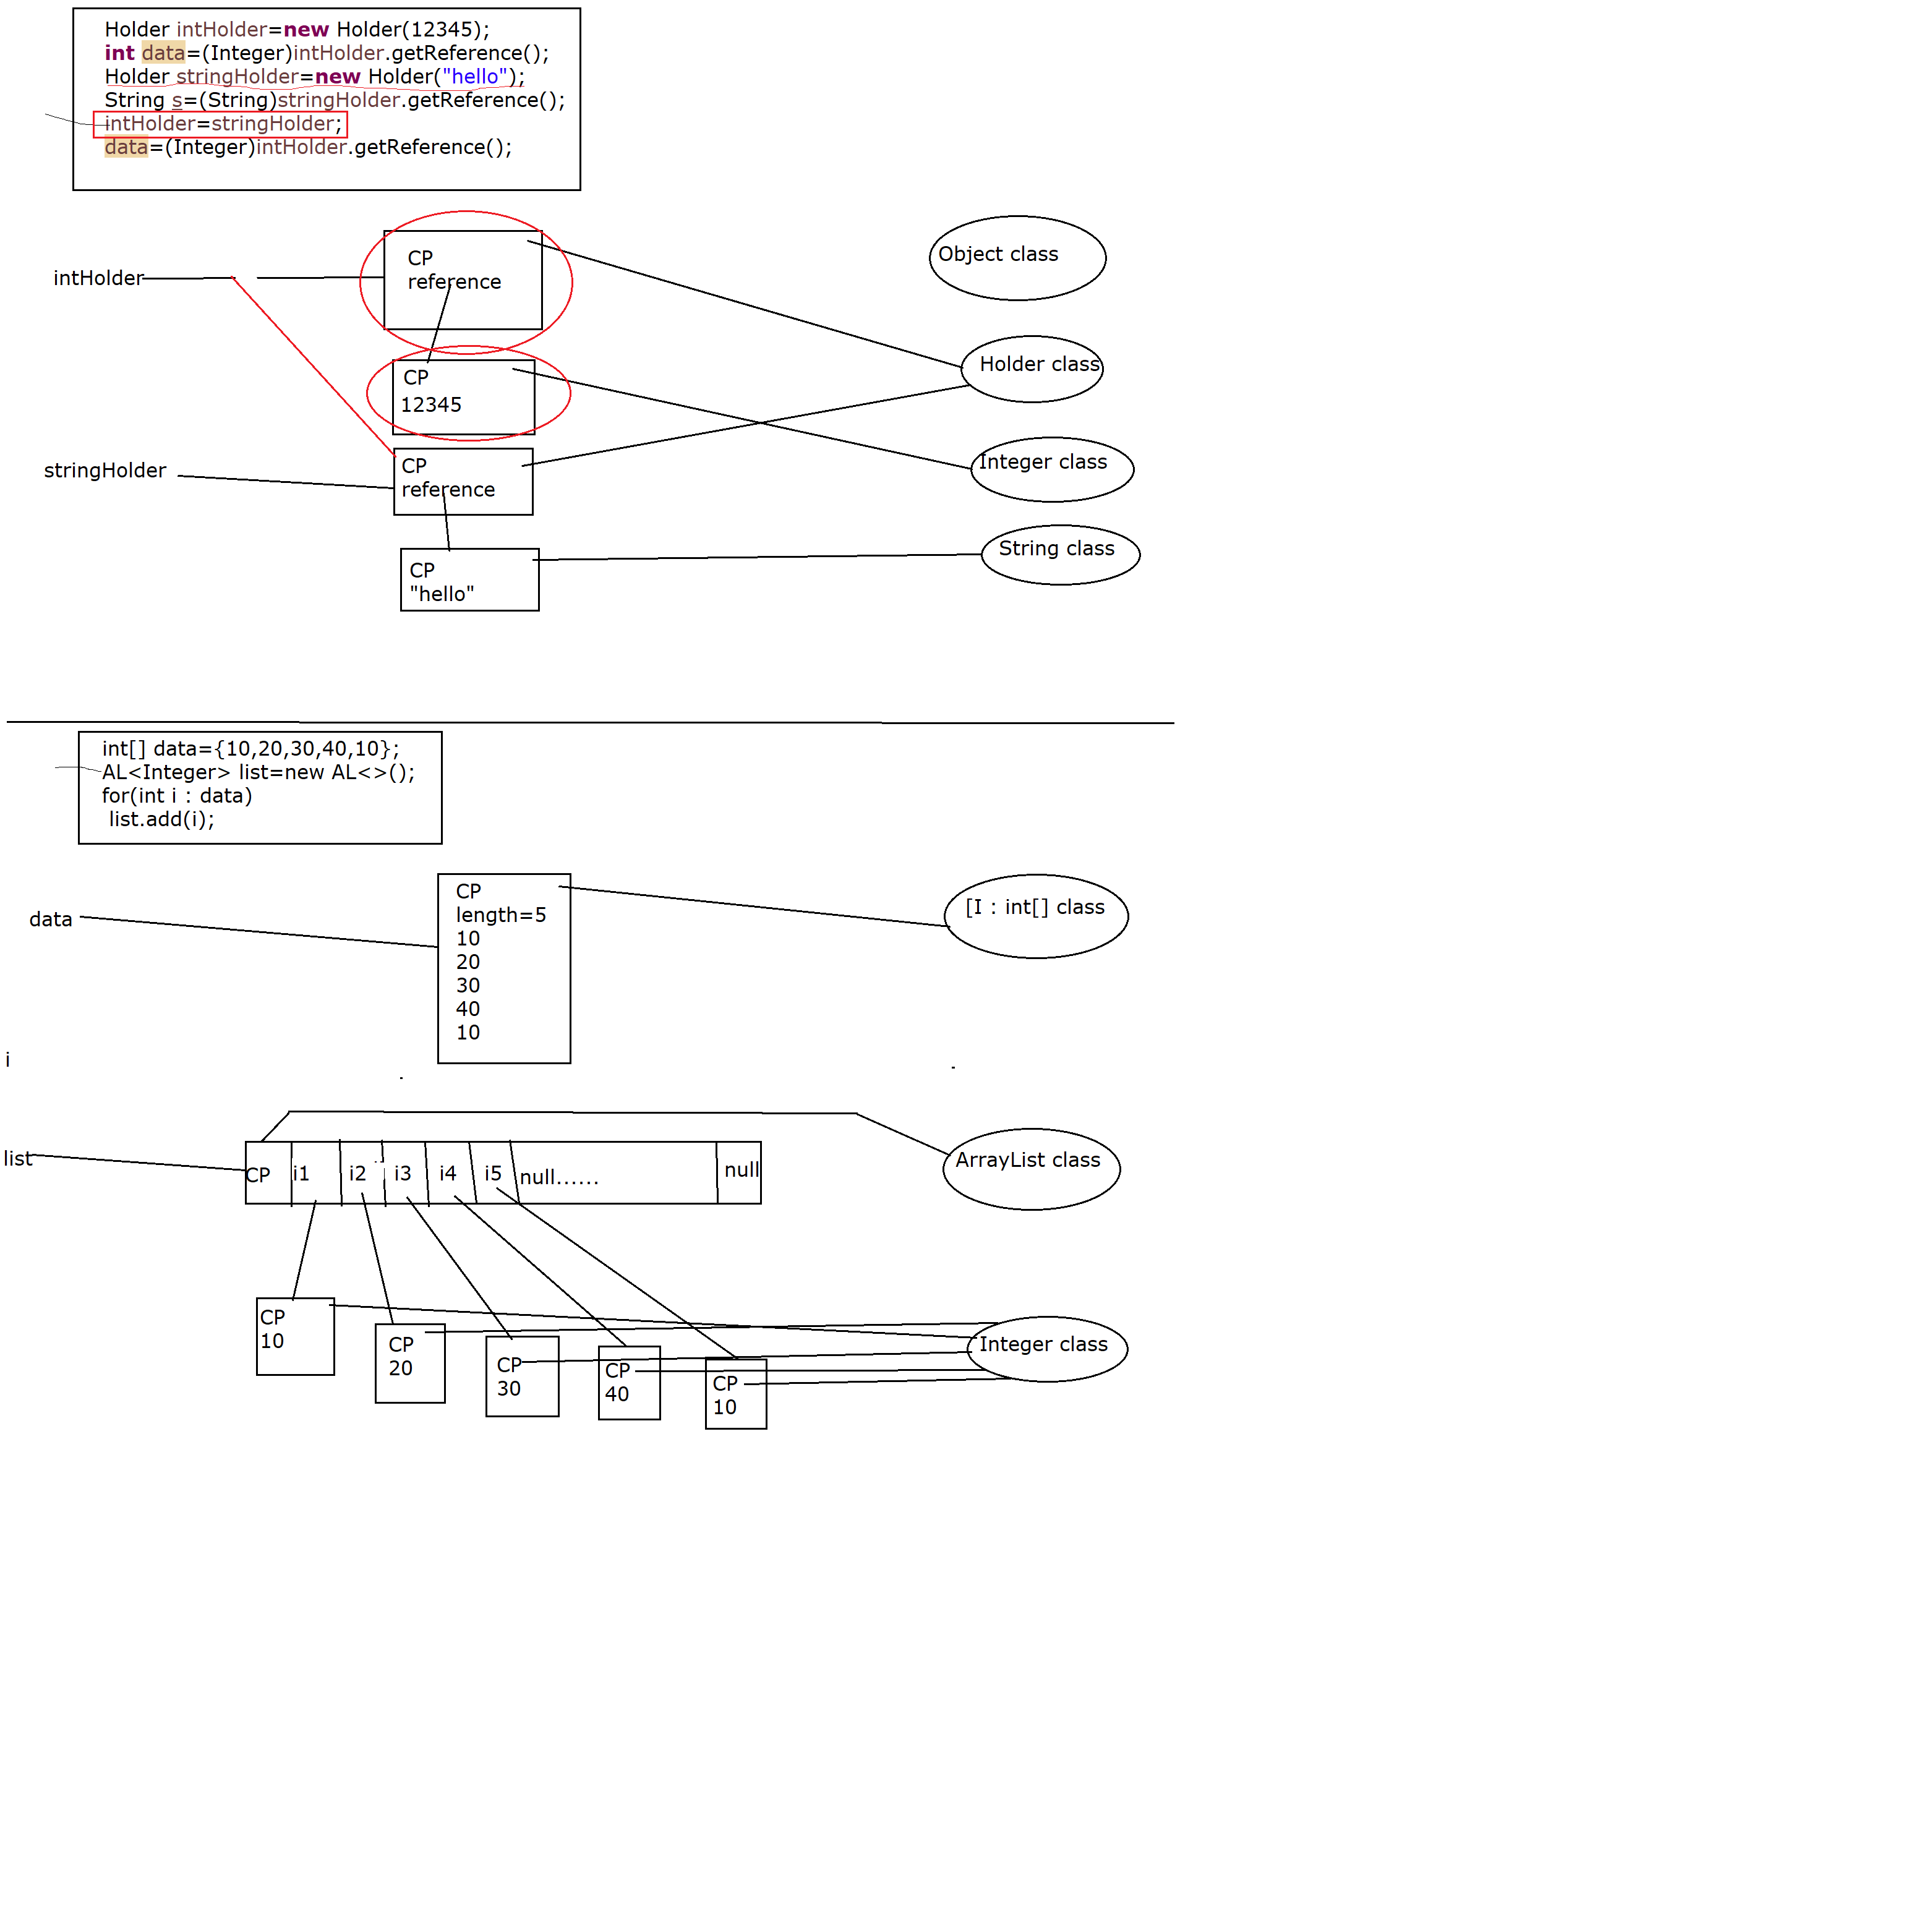 Holder intHolder=new Holder(12345);
int data=(Integer)intHolder.getReference();
Holder stringHolder=new Holder("hello");
String s=(String)stringHolder.getReference();
intHolder=stringHolder;
data=(Integer)intHolder.getReference();
Object class
CP
intHolder
reference
Holder class
CP
12345
CP
Integer class
stringHolder
reference
String class
CP
"hello"
int[] data={10,20,30,40,10};
AL<Integer> list=new AL<>();
for(int i : data)
list.add(i);
CP
[I : int[] class
data
length=5
10
20
30
40
10
i
list
CP
i1
i2
i3
i4
i5
null......
null
ArrayList class
CP
10
CP
20
CP
30
CP
40
CP
10
Integer class